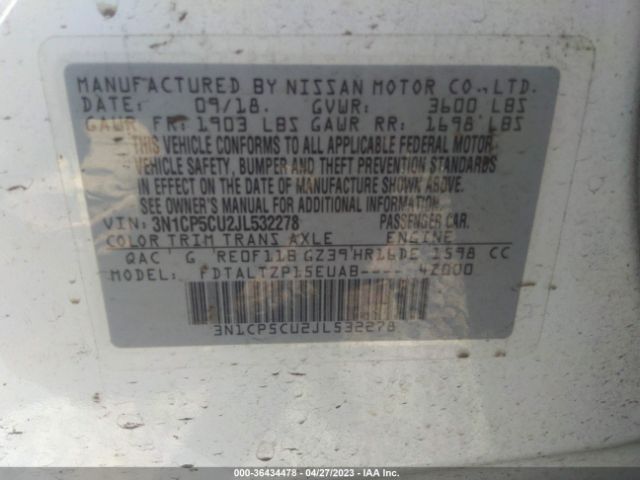 MANUFACTURED BY NISSAN MOTOR CO.,LTD.
DATE: 09/18. GVWR: 3600 LBS
GAWR FR: 1903 LBS GAWR RR: 1698 LBS
THIS VEHICLE CONFORMS TO ALL APPLICABLE FEDERAL MOTOR
VEHICLE SAFETY, BUMPER AND THEFT PREVENTION STANDARDS
IN EFFECT ON THE DATE OF MANUFACTURE SHOWN ABOVE.
SEE OWNER'S MANUAL FOR ADDITIONAL INFORMATION.
VIN: 3N1CP5CU2JL532278 PASSENGER CAR.
COLOR TRIM TRANS AXLE ENGINE
QAC G RE0F11B GZ39 HR16DE 1598 CC
MODEL: FDTALTZP15EUAB---- 4Z000
3N1CP5CU2JL532278
000-36434478 - 04/27/2023 - IAA Inc.